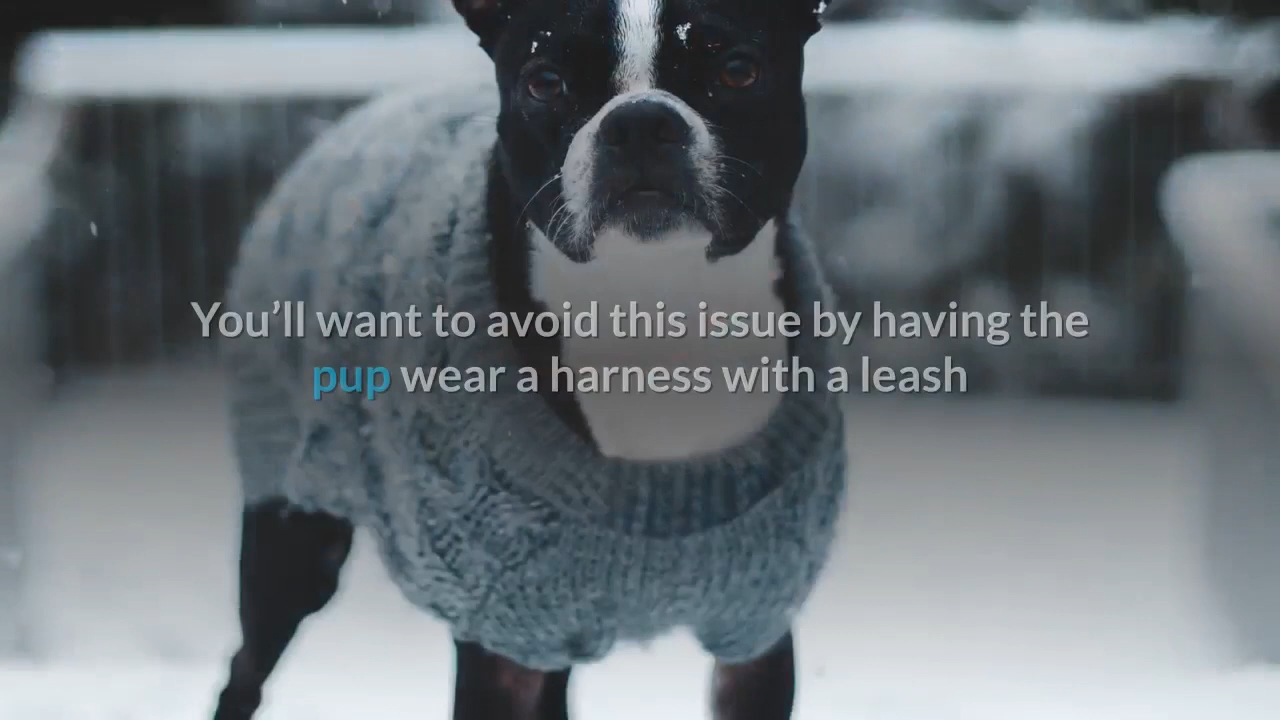 You’ll want to avoid this issue by having the
pup wear a harness with a leash